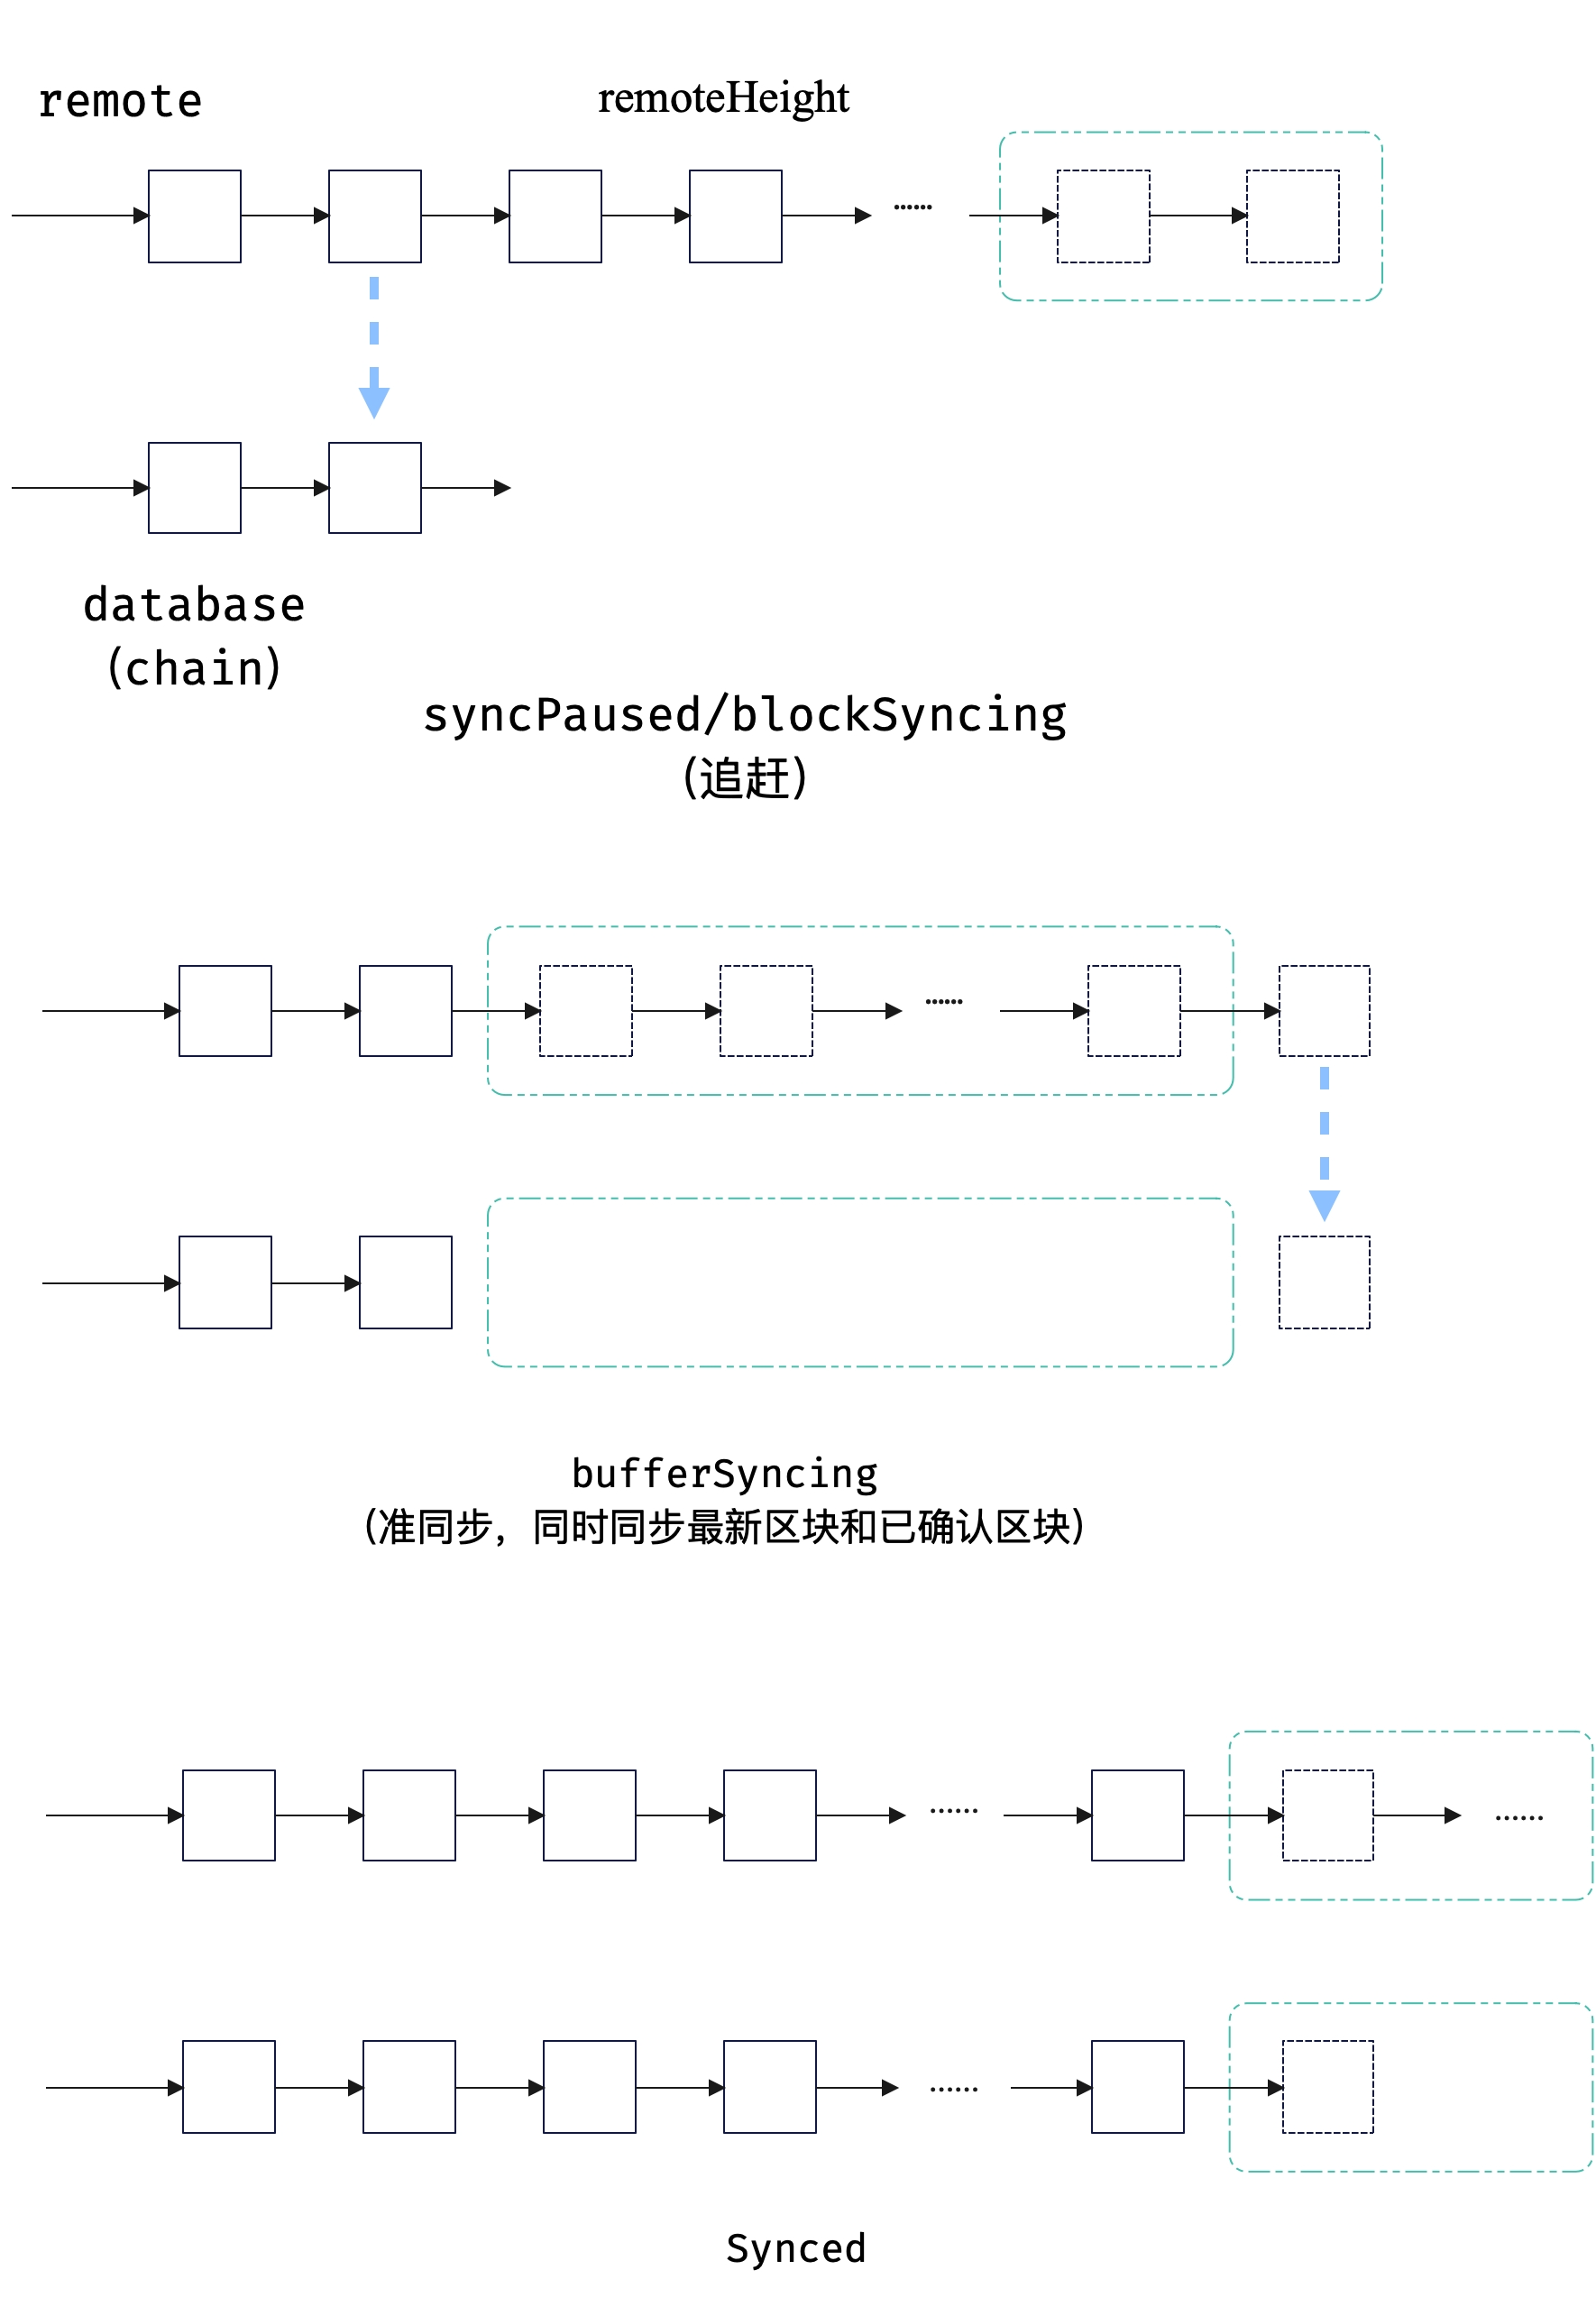 remote
remoteHeight
······
database
(chain)
syncPaused/blockSyncing
(追赶)
······
bufferSyncing
(准同步，同时同步最新区块和已确认区块)
······
······
······
Synced